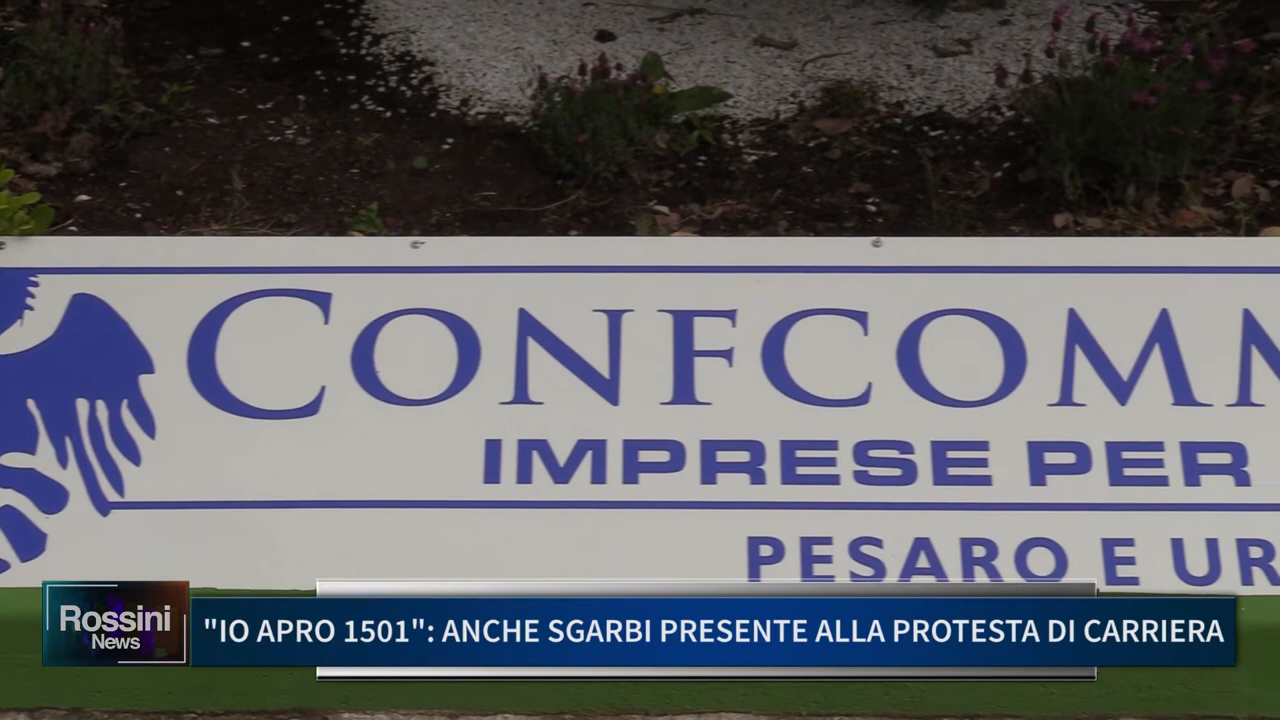 CONFCOMM
IMPRESE PER
PESARO E UR
Rossini
News
"IO APRO 1501": ANCHE SGARBI PRESENTE ALLA PROTESTA DI CARRIERA